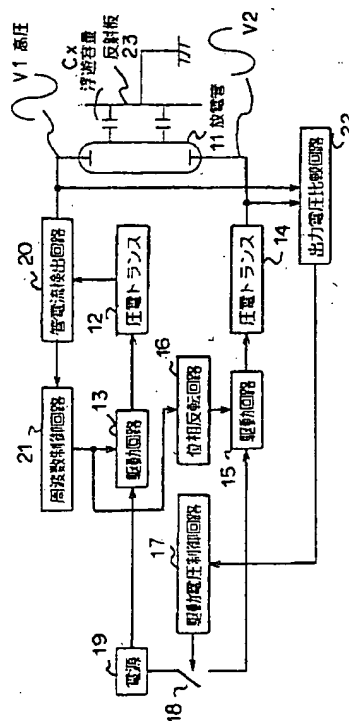 V1 高圧
Cx
浮遊容量
反射板
23
V2
11 放電管
20
管電流検出回路
12
圧電トランス
14
圧電トランス
22
出力電圧比較回路
21
周波数制御回路
13
駆動回路
16
位相反転回路
15
駆動回路
17
駆動電圧制御回路
19
電源
18